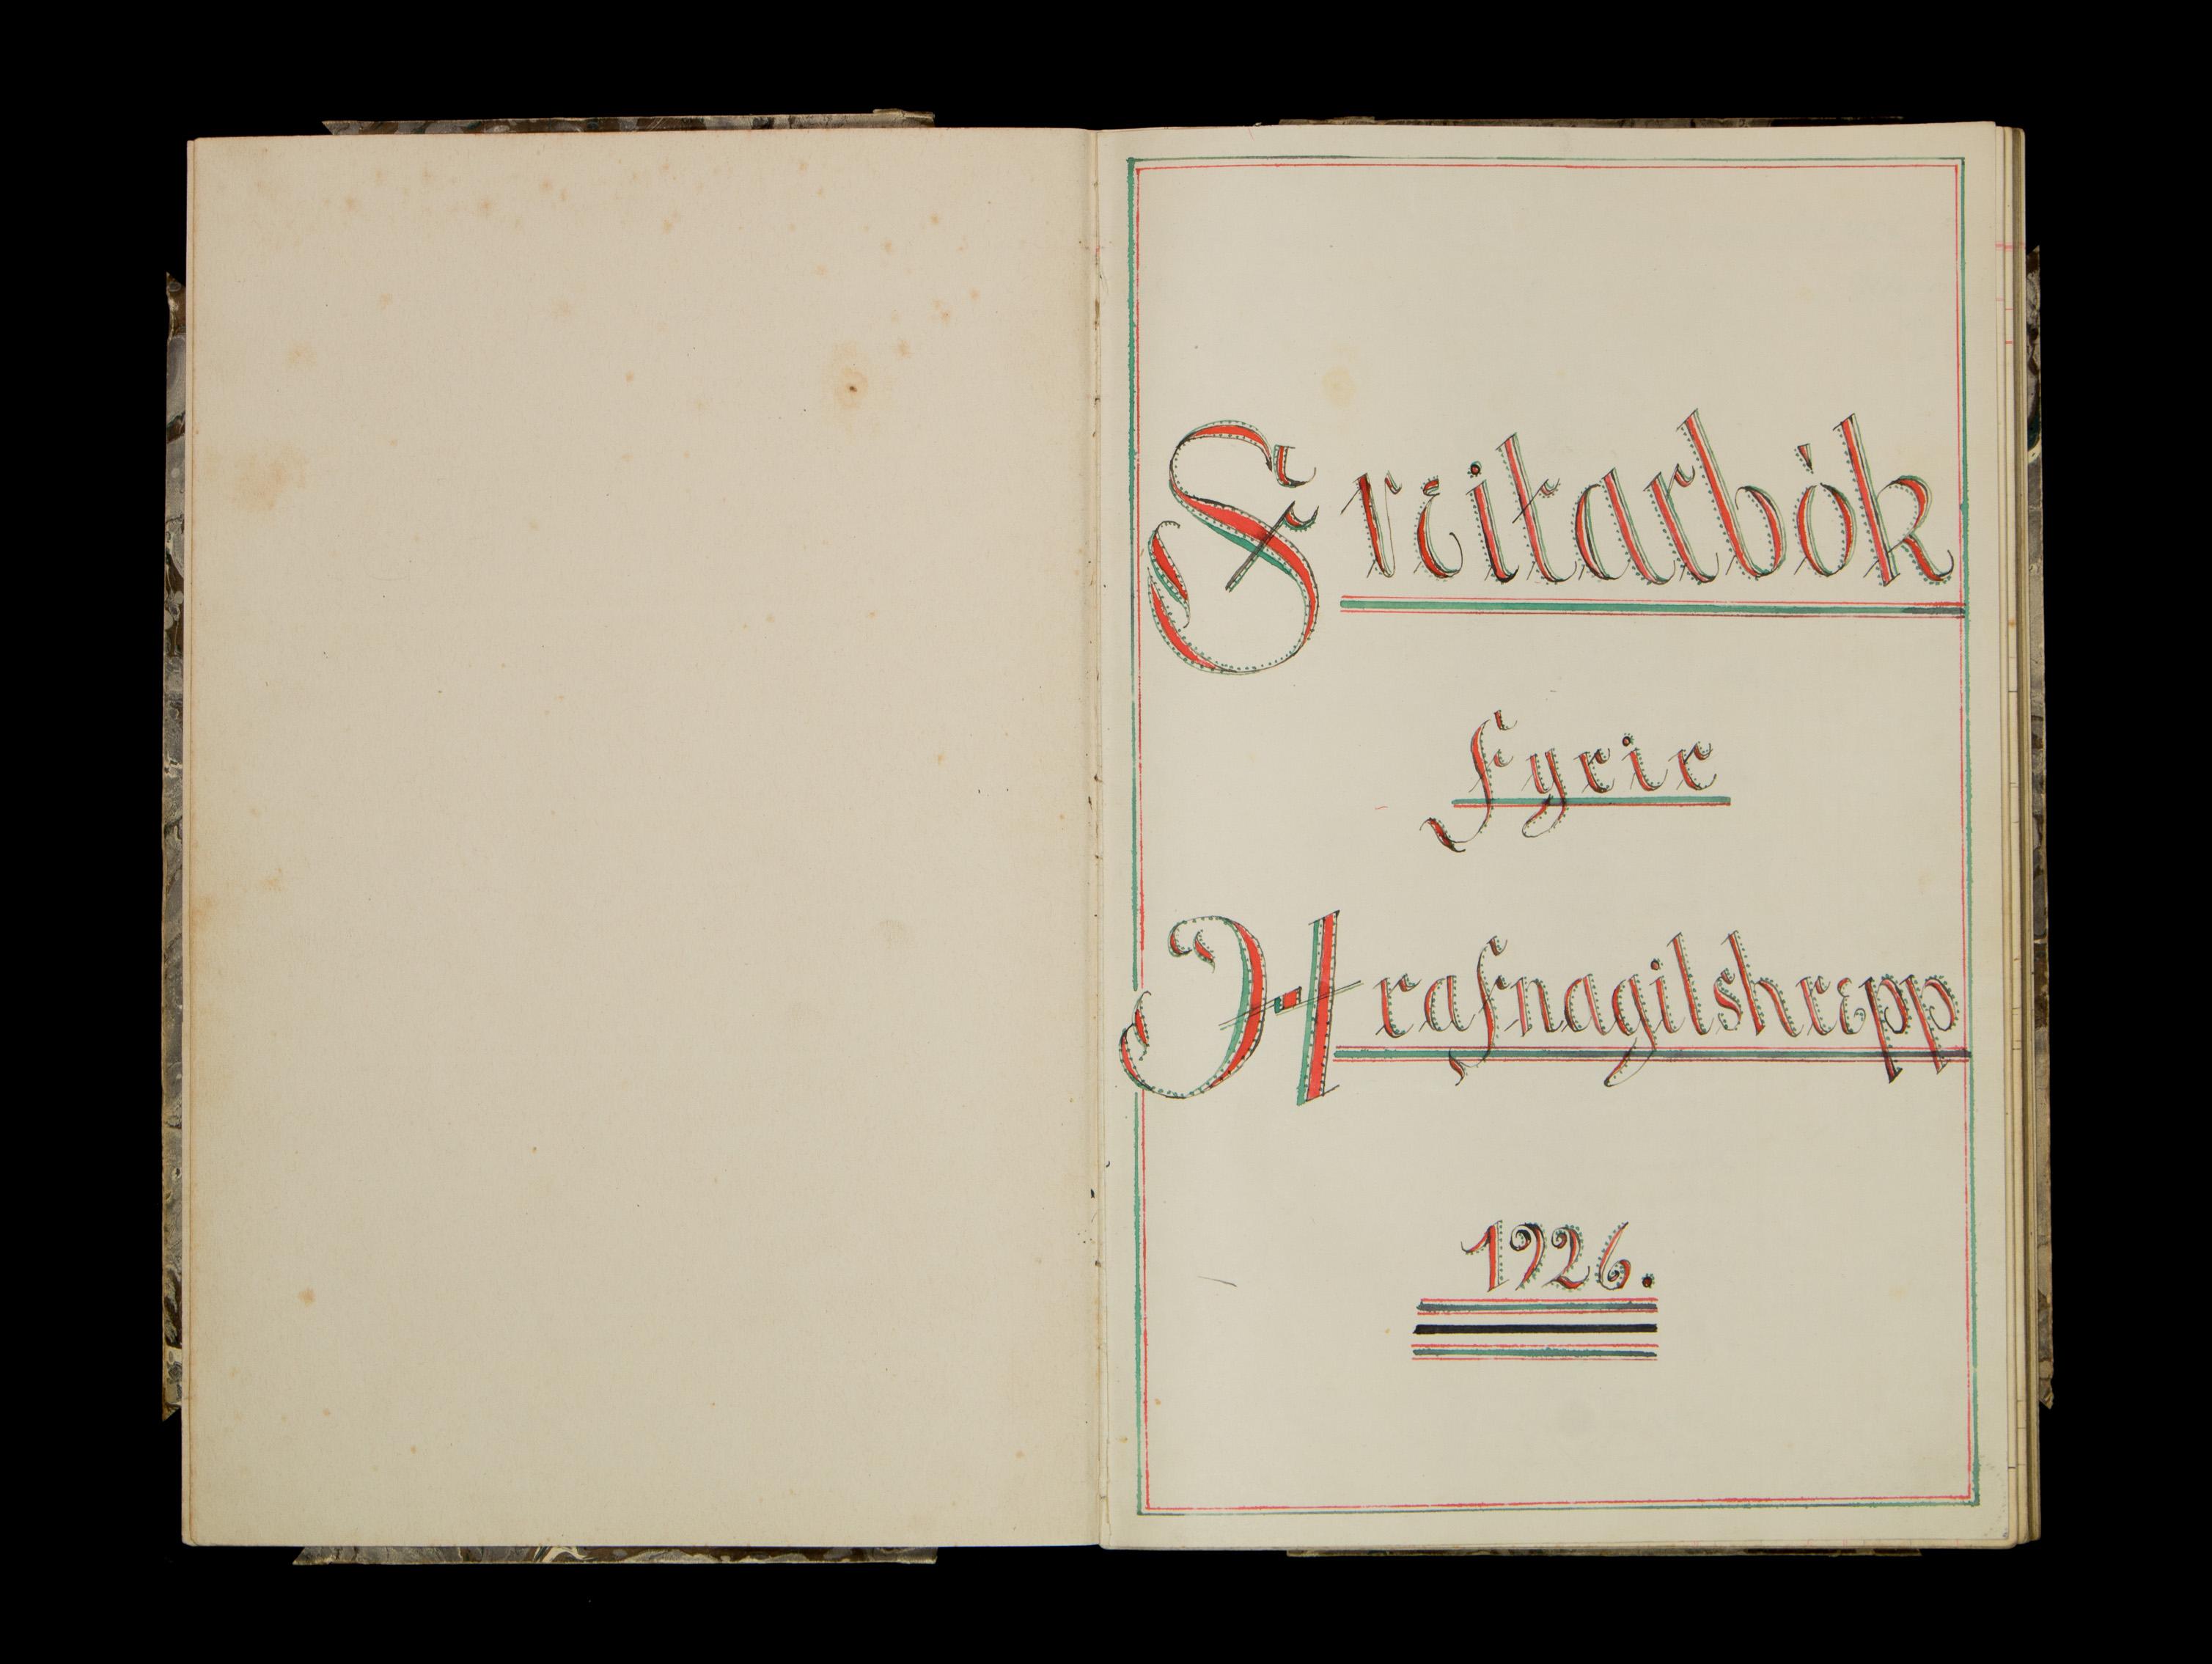 Sveitarbók
fyrir
Hrafnagilshrepp
1926.